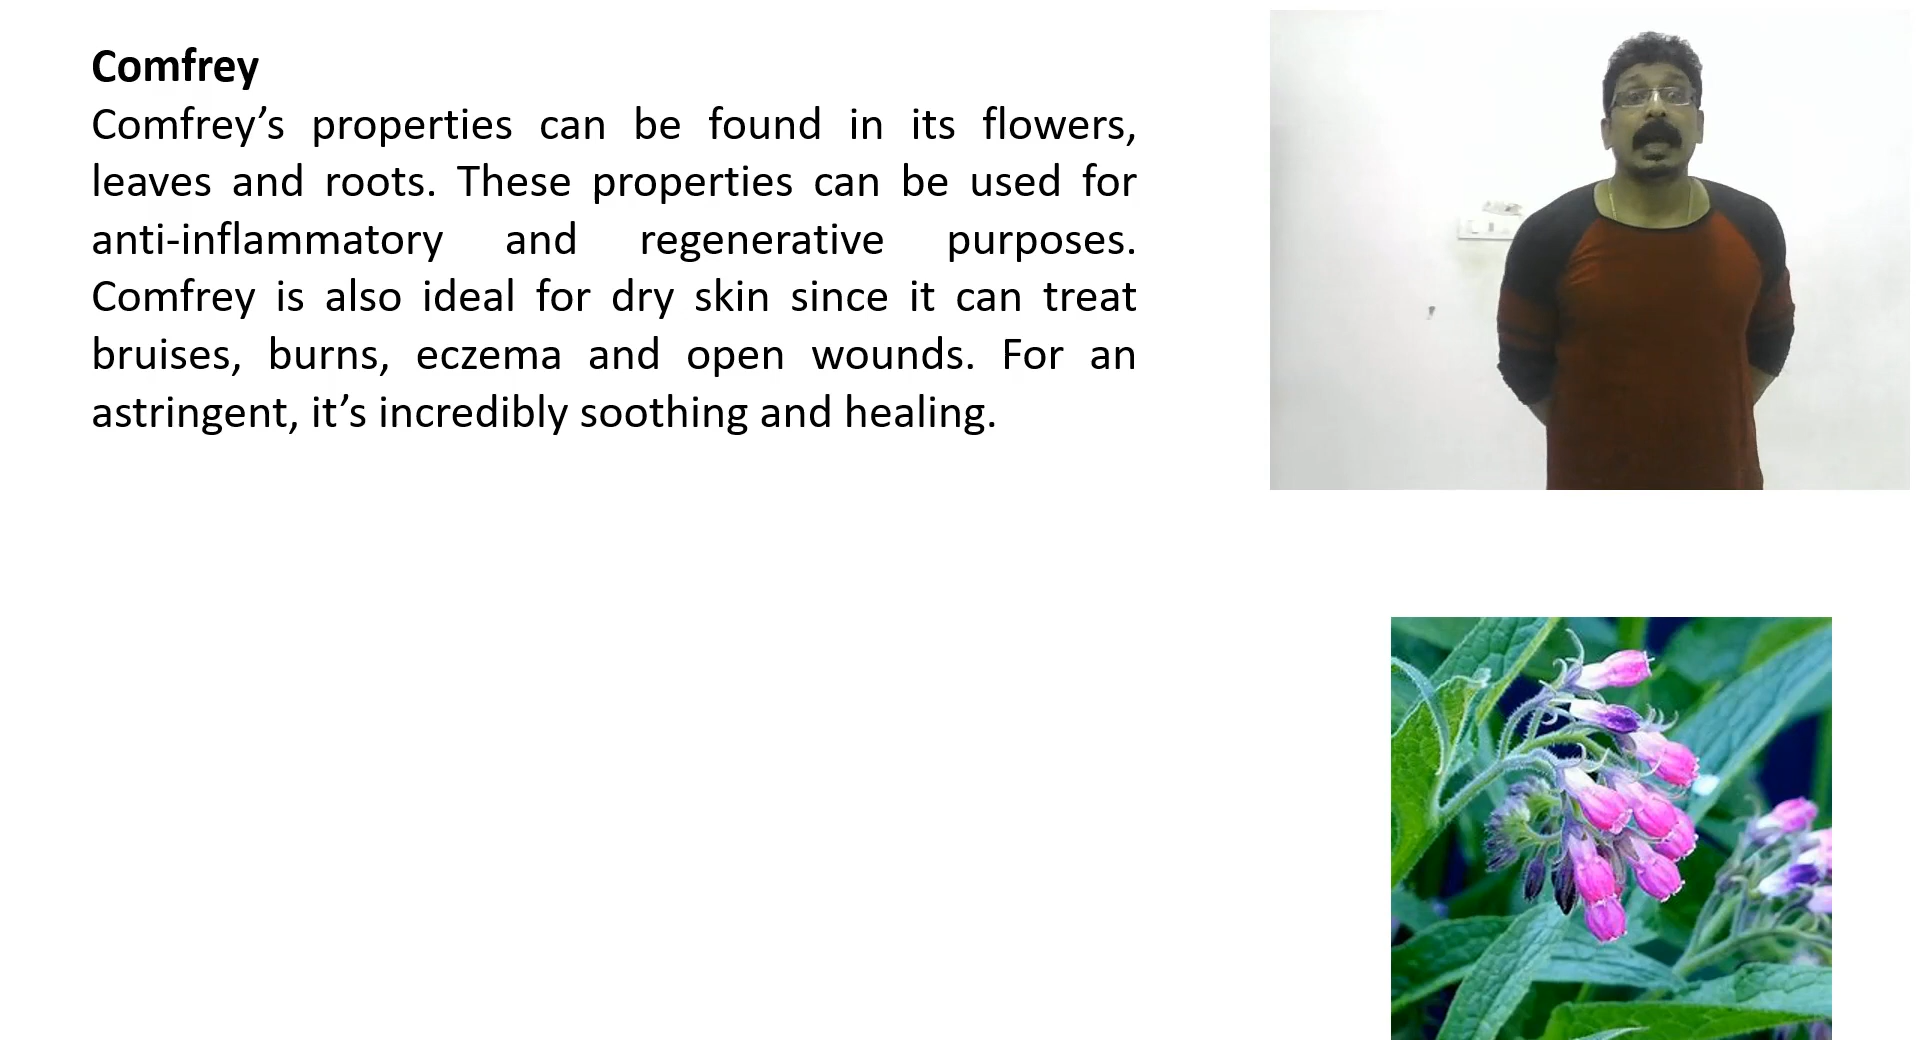 Comfrey
Comfrey’s properties can be found in its flowers,
leaves and roots. These properties can be used for
anti-inflammatory and regenerative purposes.
Comfrey is also ideal for dry skin since it can treat
bruises, burns, eczema and open wounds. For an
astringent, it’s incredibly soothing and healing.